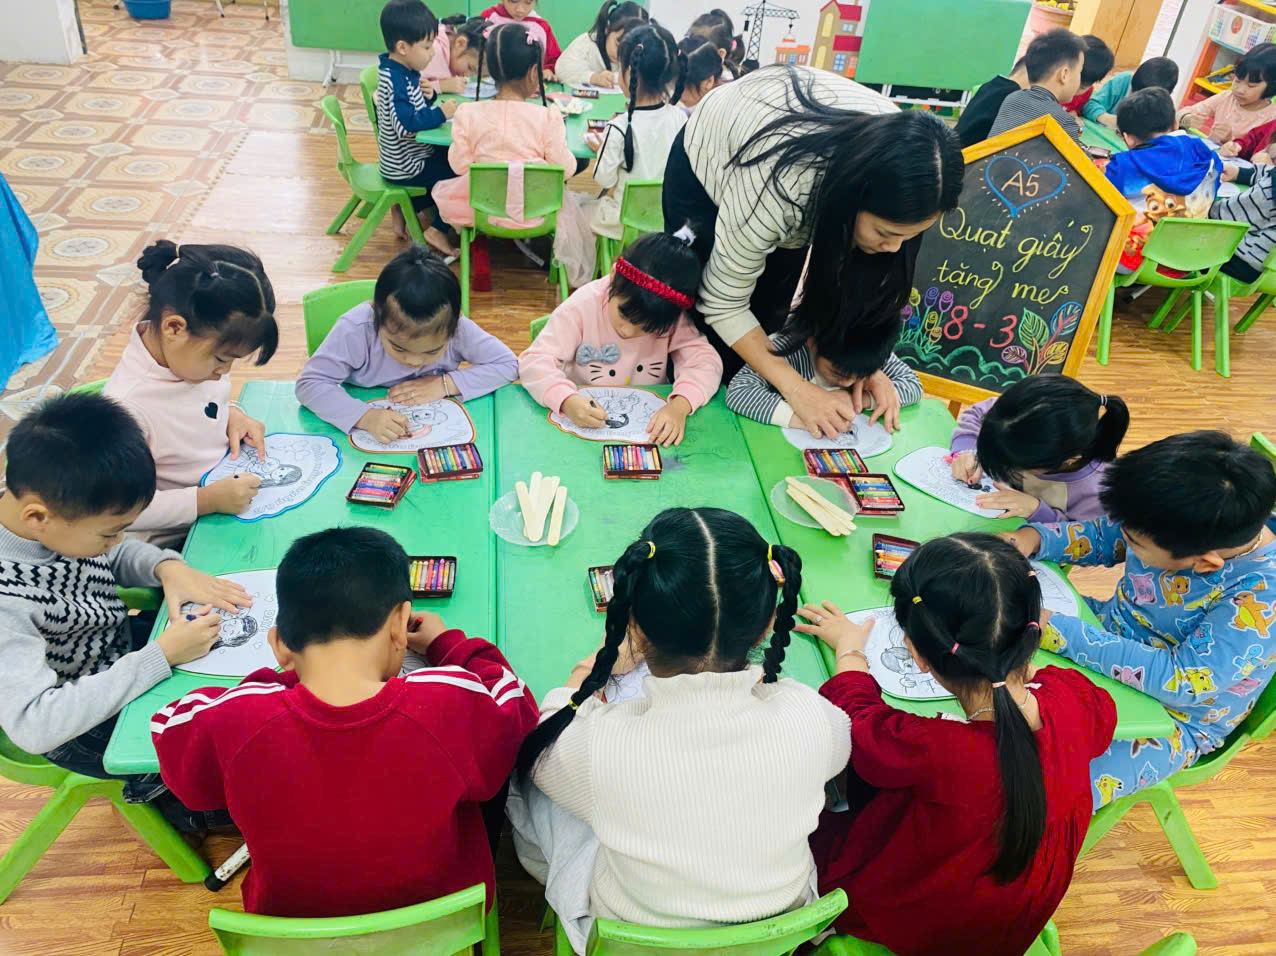 A5
Quạt giấy
tặng mẹ
8-3